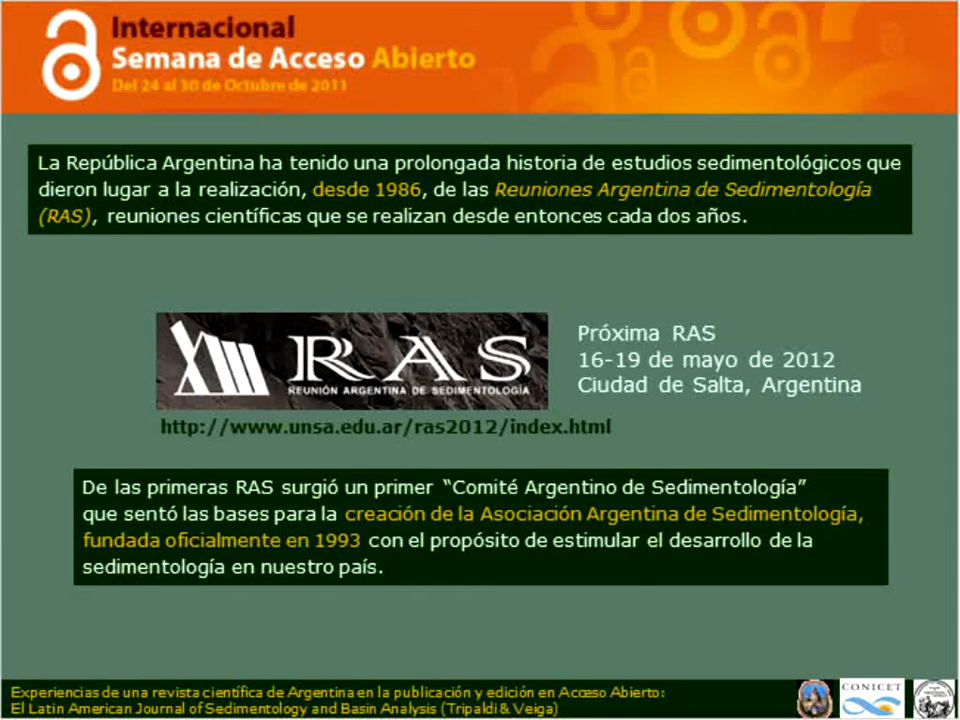 Internacional
Semana de Acceso Abierto
Del 24 al 30 de Octubre de 2011
La República Argentina ha tenido una prolongada historia de estudios sedimentológicos que
dieron lugar a la realización, desde 1986, de las Reuniones Argentina de Sedimentología
(RAS), reuniones científicas que se realizan desde entonces cada dos años.
XIII RAS
REUNIÓN ARGENTINA DE SEDIMENTOLOGÍA
Próxima RAS
16-19 de mayo de 2012
Ciudad de Salta, Argentina
http://www.unsa.edu.ar/ras2012/index.html
De las primeras RAS surgió un primer “Comité Argentino de Sedimentología”
que sentó las bases para la creación de la Asociación Argentina de Sedimentología,
fundada oficialmente en 1993 con el propósito de estimular el desarrollo de la
sedimentología en nuestro país.
Experiencias de una revista científica de Argentina en la publicación y edición en Acceso Abierto:
El Latin American Journal of Sedimentology and Basin Analysis (Tripaldi & Veiga)
CONICET